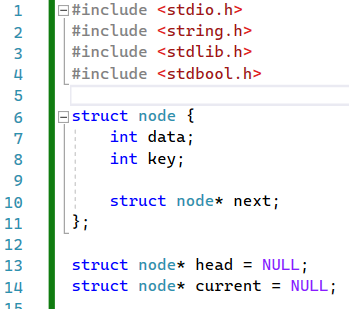 1 #include <stdio.h>
2 #include <string.h>
3 #include <stdlib.h>
4 #include <stdbool.h>
5
6 struct node {
7     int data;
8     int key;
9
10     struct node* next;
11 };
12
13 struct node* head = NULL;
14 struct node* current = NULL;
15